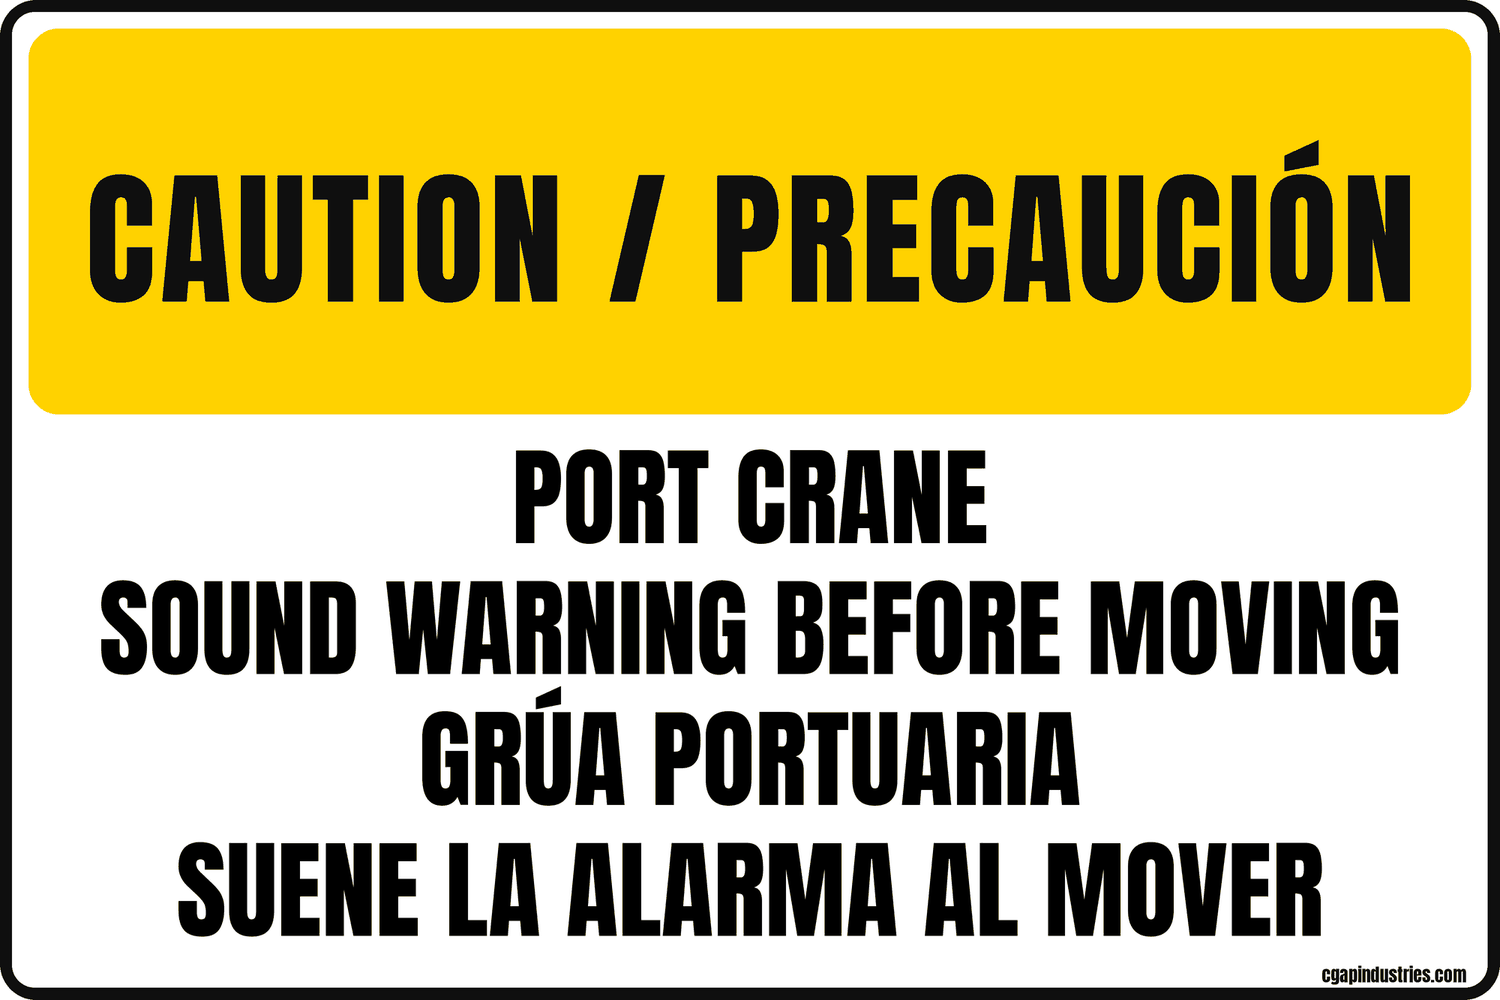 CAUTION / PRECAUCIÓN
PORT CRANE
SOUND WARNING BEFORE MOVING
GRÚA PORTUARIA
SUENE LA ALARMA AL MOVER
cgapindustries.com